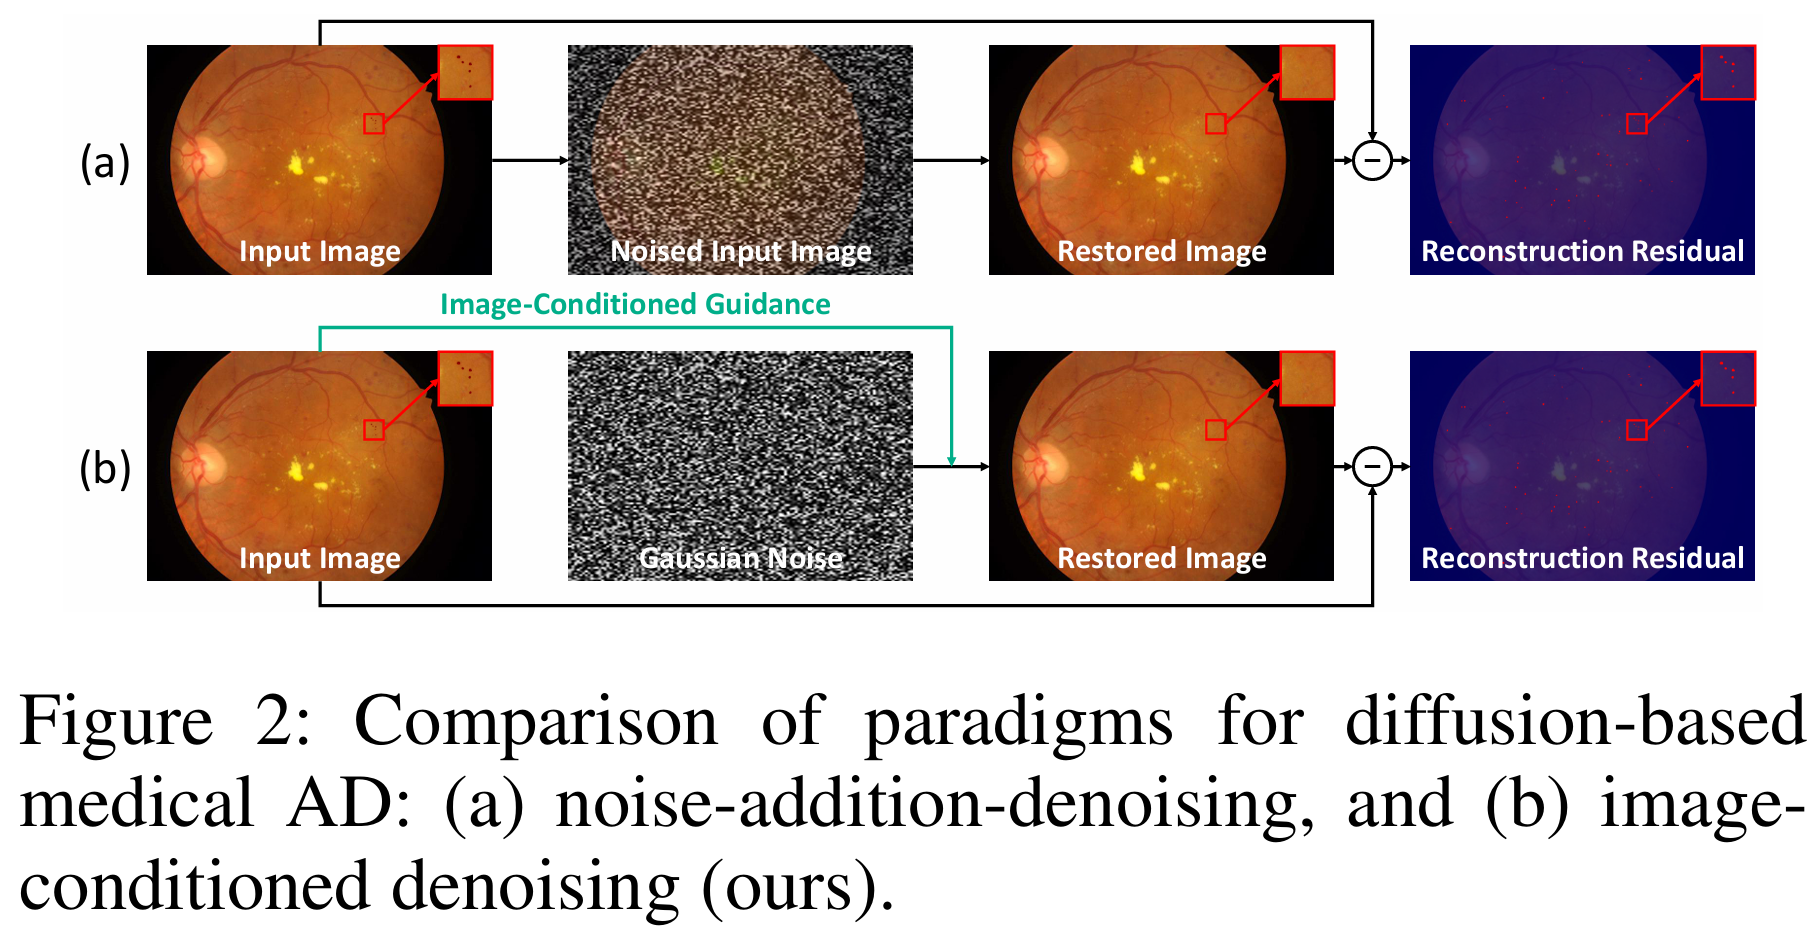 (a)
Input Image
Noised Input Image
Restored Image
−
Reconstruction Residual
Image-Conditioned Guidance
(b)
Input Image
Gaussian Noise
Restored Image
−
Reconstruction Residual
Figure 2: Comparison of paradigms for diffusion-based
medical AD: (a) noise-addition-denoising, and (b) image-
conditioned denoising (ours).